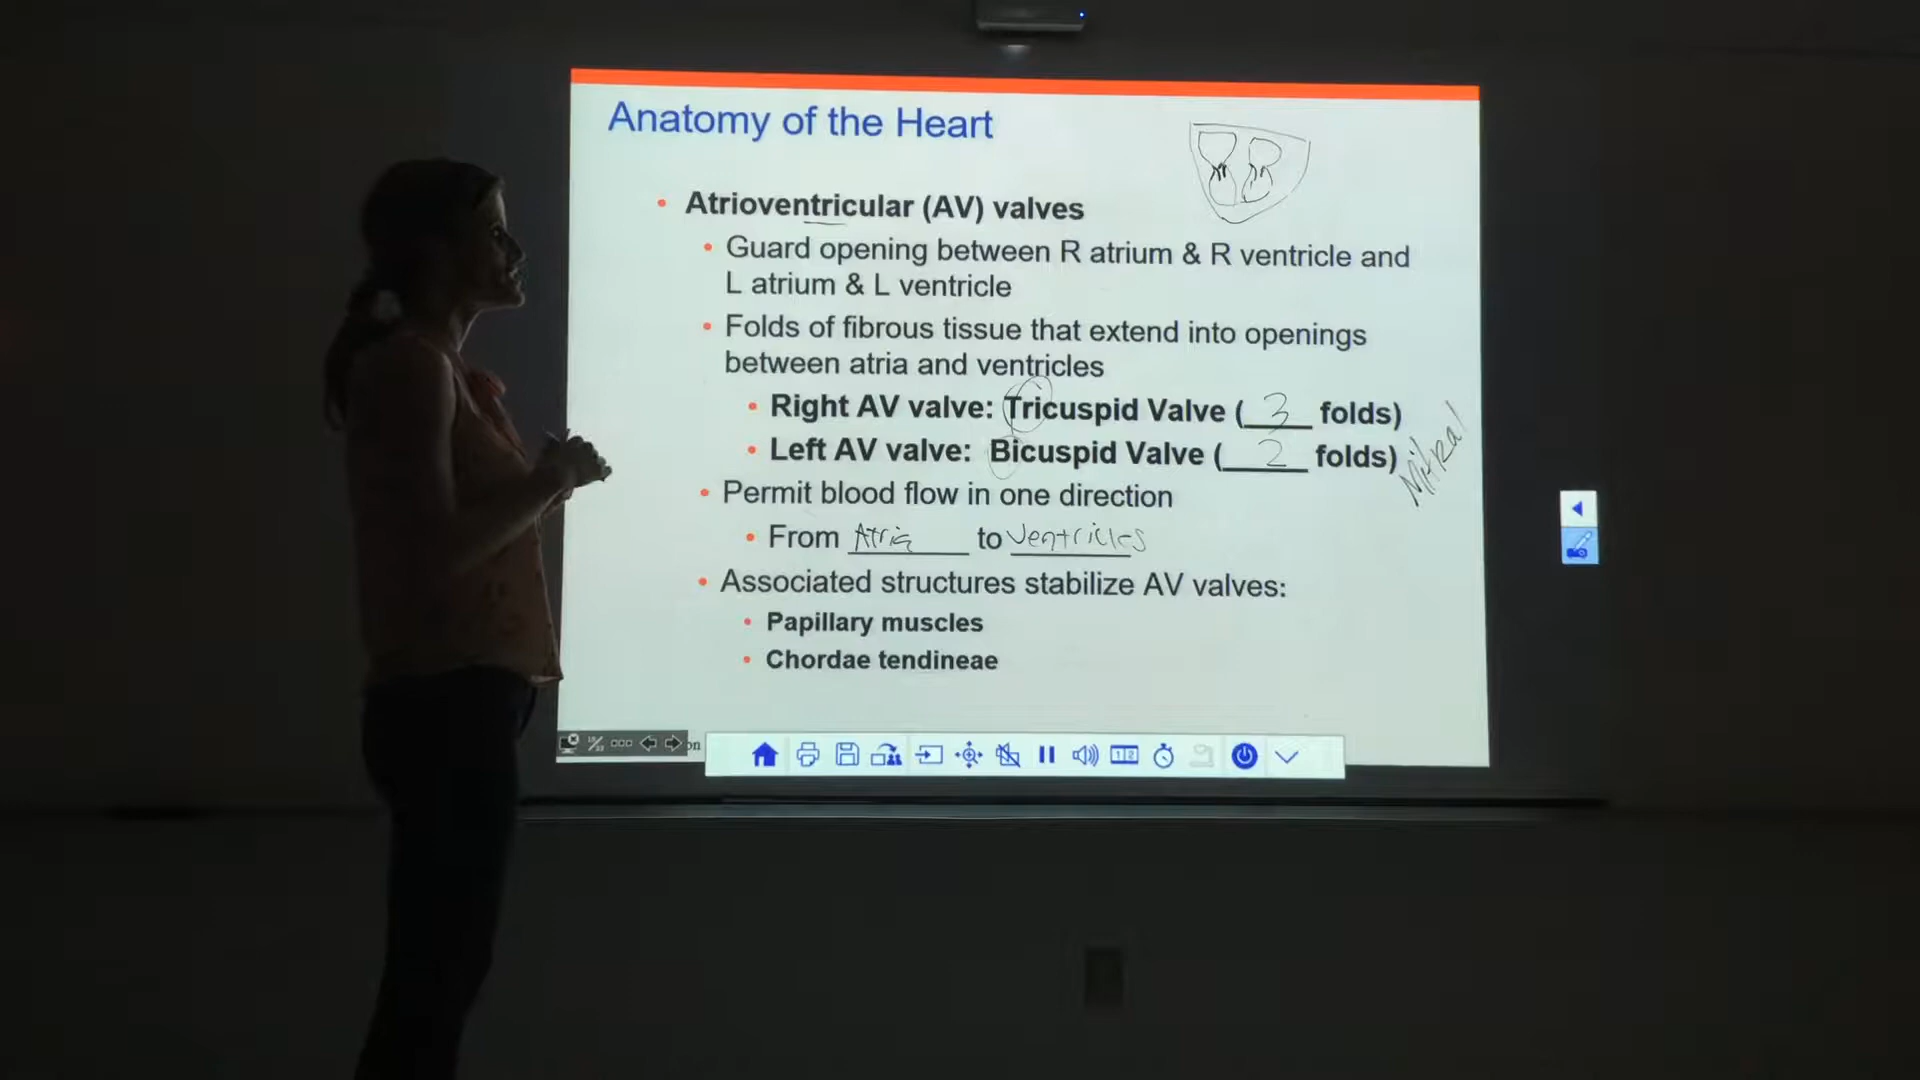 Anatomy of the Heart
• Atrioventricular (AV) valves
• Guard opening between R atrium & R ventricle and
L atrium & L ventricle
• Folds of fibrous tissue that extend into openings
between atria and ventricles
• Right AV valve: Tricuspid Valve ( 3 folds)
• Left AV valve: Bicuspid Valve ( 2 folds)
Mitral
• Permit blood flow in one direction
• From Atria to Ventricles
• Associated structures stabilize AV valves:
• Papillary muscles
• Chordae tendineae